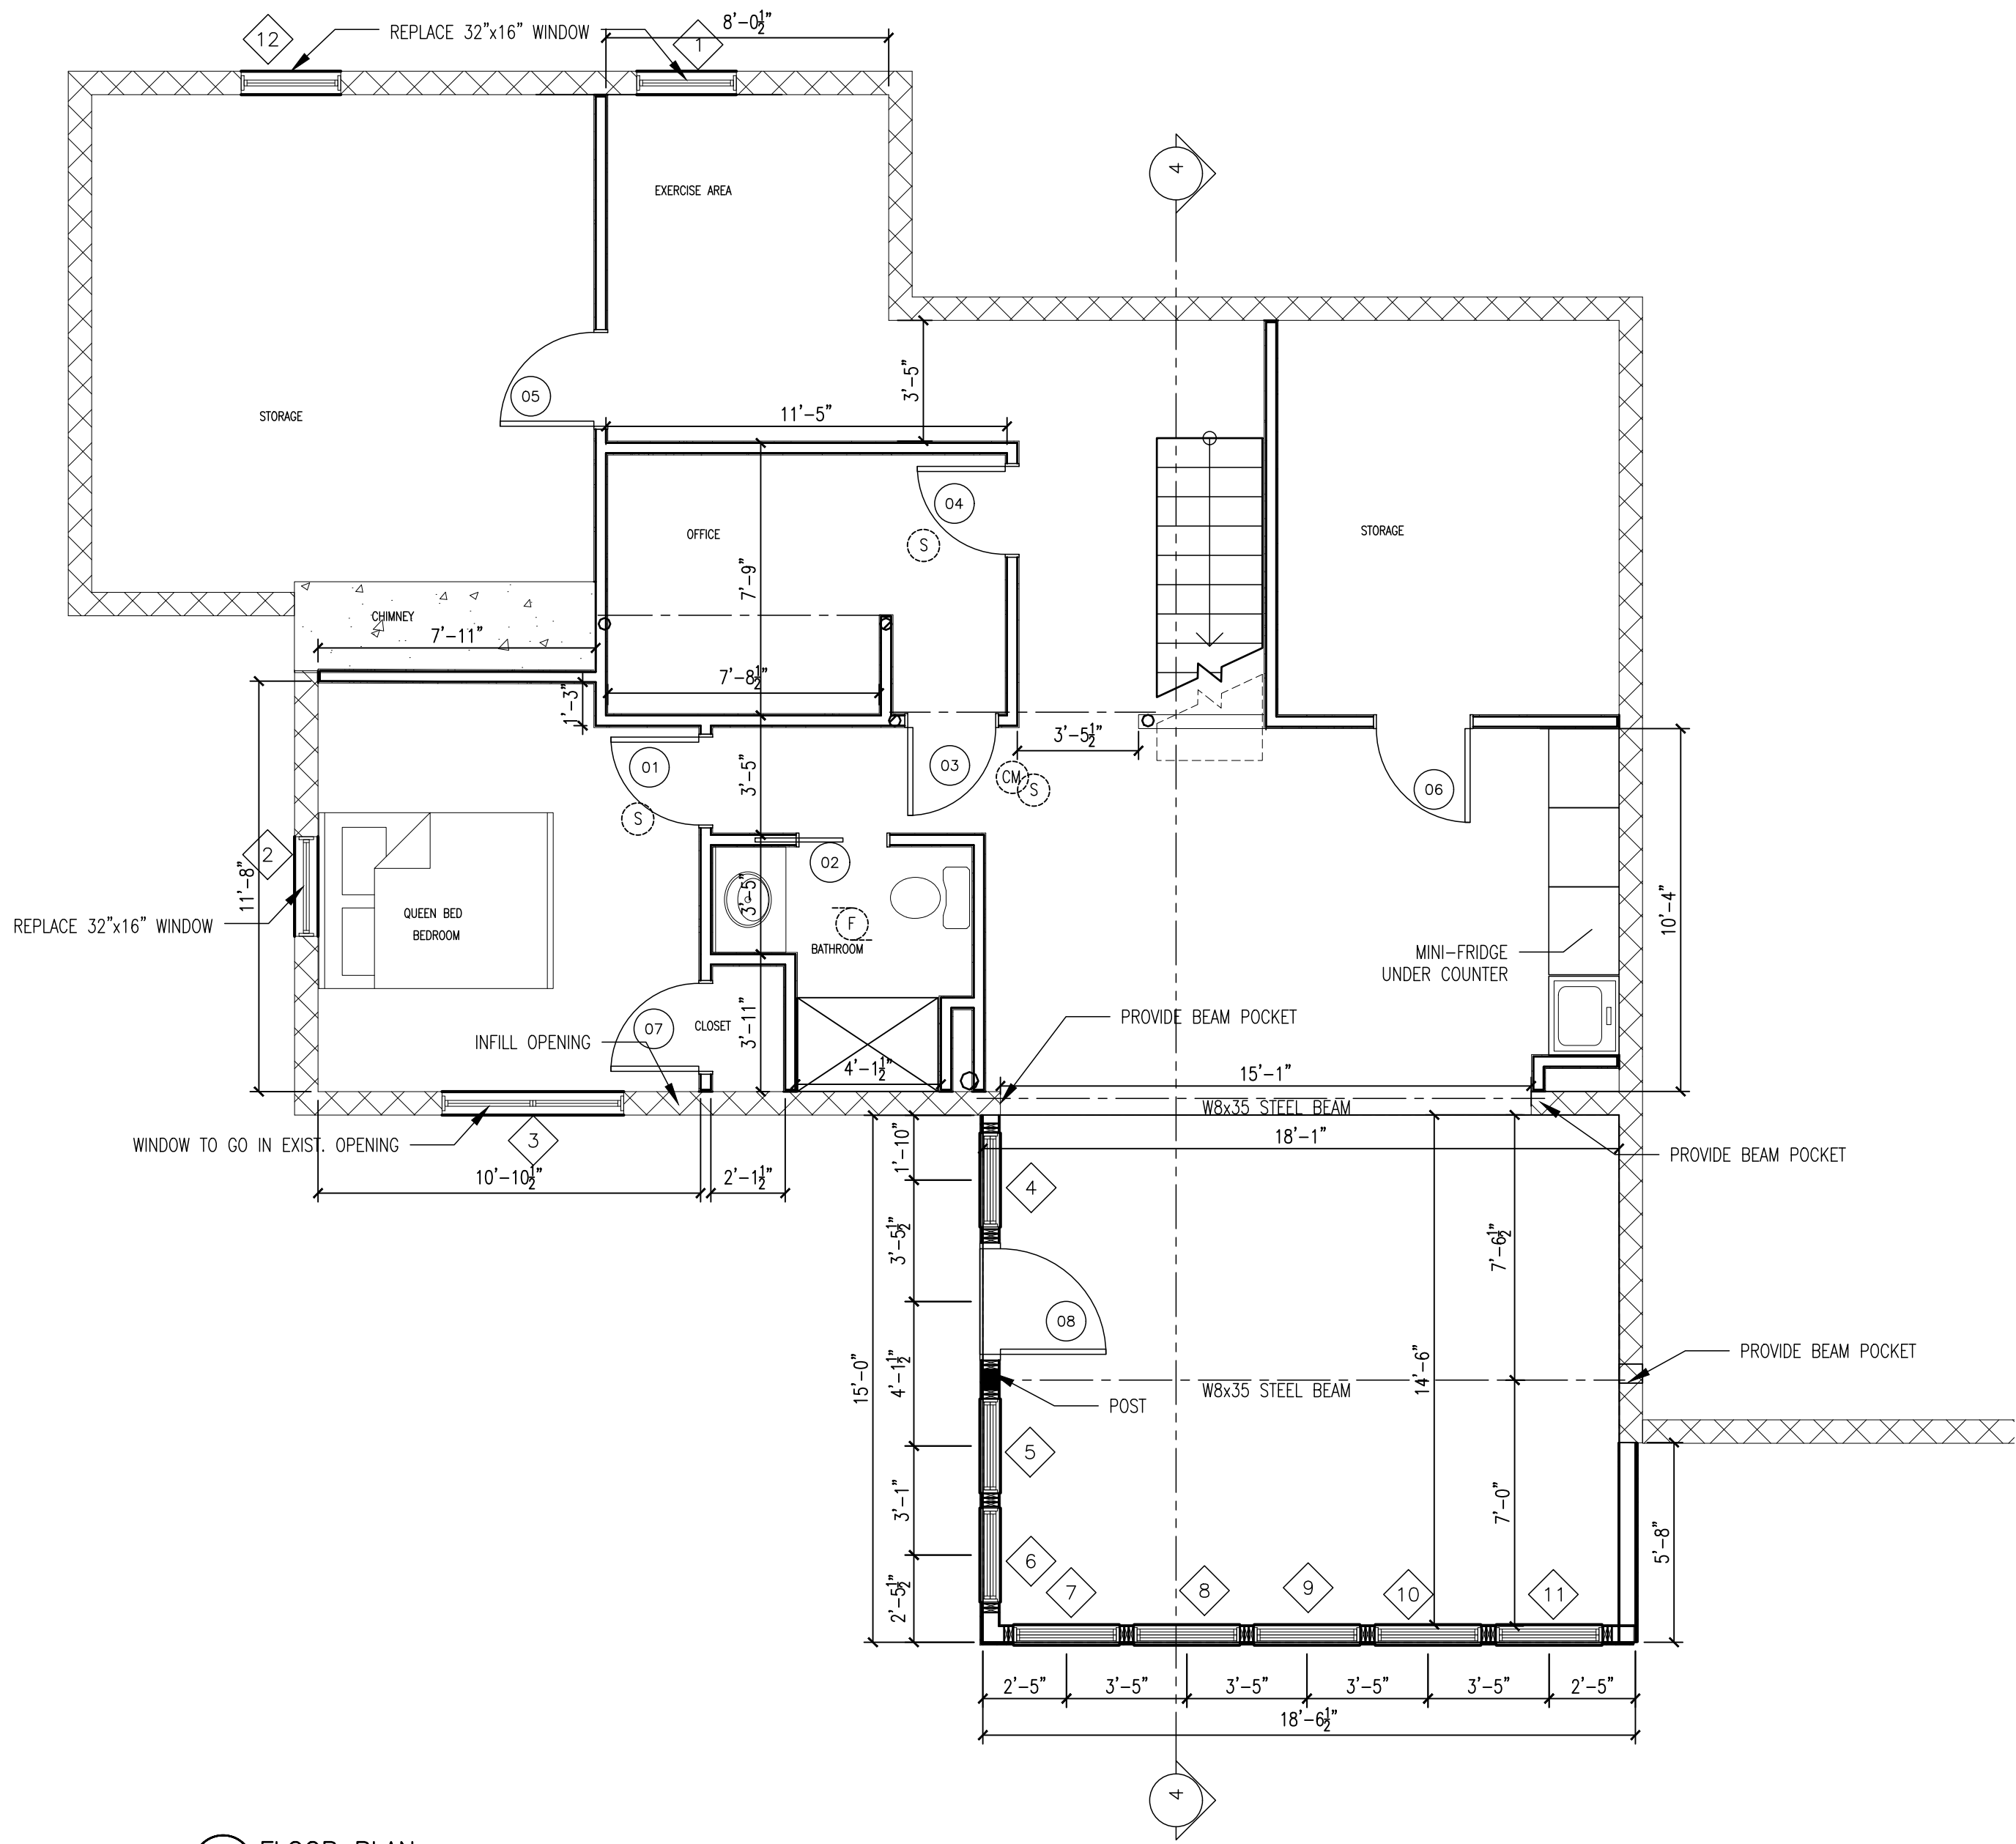 8'-0½"
12
REPLACE 32"x16" WINDOW
1
EXERCISE AREA
4
3'-5"
05
11'-5"
STORAGE
04
OFFICE
S
STORAGE
7'-9"
CHIMNEY
7'-11"
7'-8½"
1'-3"
3'-5½"
01
3'-5"
03
CM
S
06
S
2
11'-8"
02
3'-5"
10'-4"
REPLACE 32"x16" WINDOW
QUEEN BED
BEDROOM
F
BATHROOM
MINI-FRIDGE
UNDER COUNTER
INFILL OPENING
07
CLOSET
3'-11"
PROVIDE BEAM POCKET
4'-1½"
15'-1"
W8x35 STEEL BEAM
WINDOW TO GO IN EXIST. OPENING
3
1'-10"
18'-1"
PROVIDE BEAM POCKET
10'-10½"
2'-1½"
4
3'-5½"
7'-6½"
08
15'-0"
4'-1½"
14'-6"
PROVIDE BEAM POCKET
W8x35 STEEL BEAM
POST
5
3'-1"
7'-0"
5'-8"
6
7
8
9
10
11
2'-5½"
2'-5"
3'-5"
3'-5"
3'-5"
3'-5"
2'-5"
18'-6½"
4
FLOOR PLAN